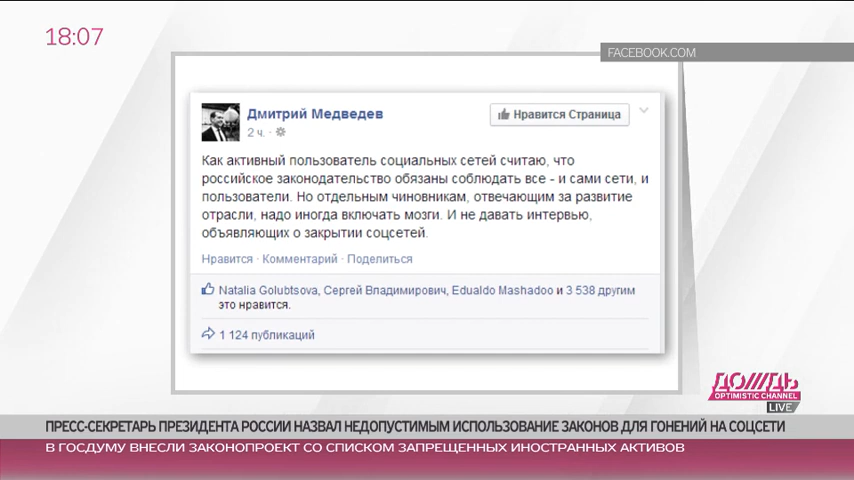 18:07
FACEBOOK.COM
Дмитрий Медведев
Нравится Страница
2 ч. ·
Как активный пользователь социальных сетей считаю, что
российское законодательство обязаны соблюдать все - и сами сети, и
пользователи. Но отдельным чиновникам, отвечающим за развитие
отрасли, надо иногда включать мозги. И не давать интервью,
объявляющих о закрытии соцсетей.
Нравится · Комментарий · Поделиться
Natalia Golubtsova, Сергей Владимирович, Edualdo Mashadoo и 3 538 другим
это нравится.
1 124 публикаций
ДОЖДЬ
OPTIMISTIC CHANNEL
LIVE
ПРЕСС-СЕКРЕТАРЬ ПРЕЗИДЕНТА РОССИИ НАЗВАЛ НЕДОПУСТИМЫМ ИСПОЛЬЗОВАНИЕ ЗАКОНОВ ДЛЯ ГОНЕНИЙ НА СОЦСЕТИ
В ГОСДУМУ ВНЕСЛИ ЗАКОНОПРОЕКТ СО СПИСКОМ ЗАПРЕЩЕННЫХ ИНОСТРАННЫХ АКТИВОВ